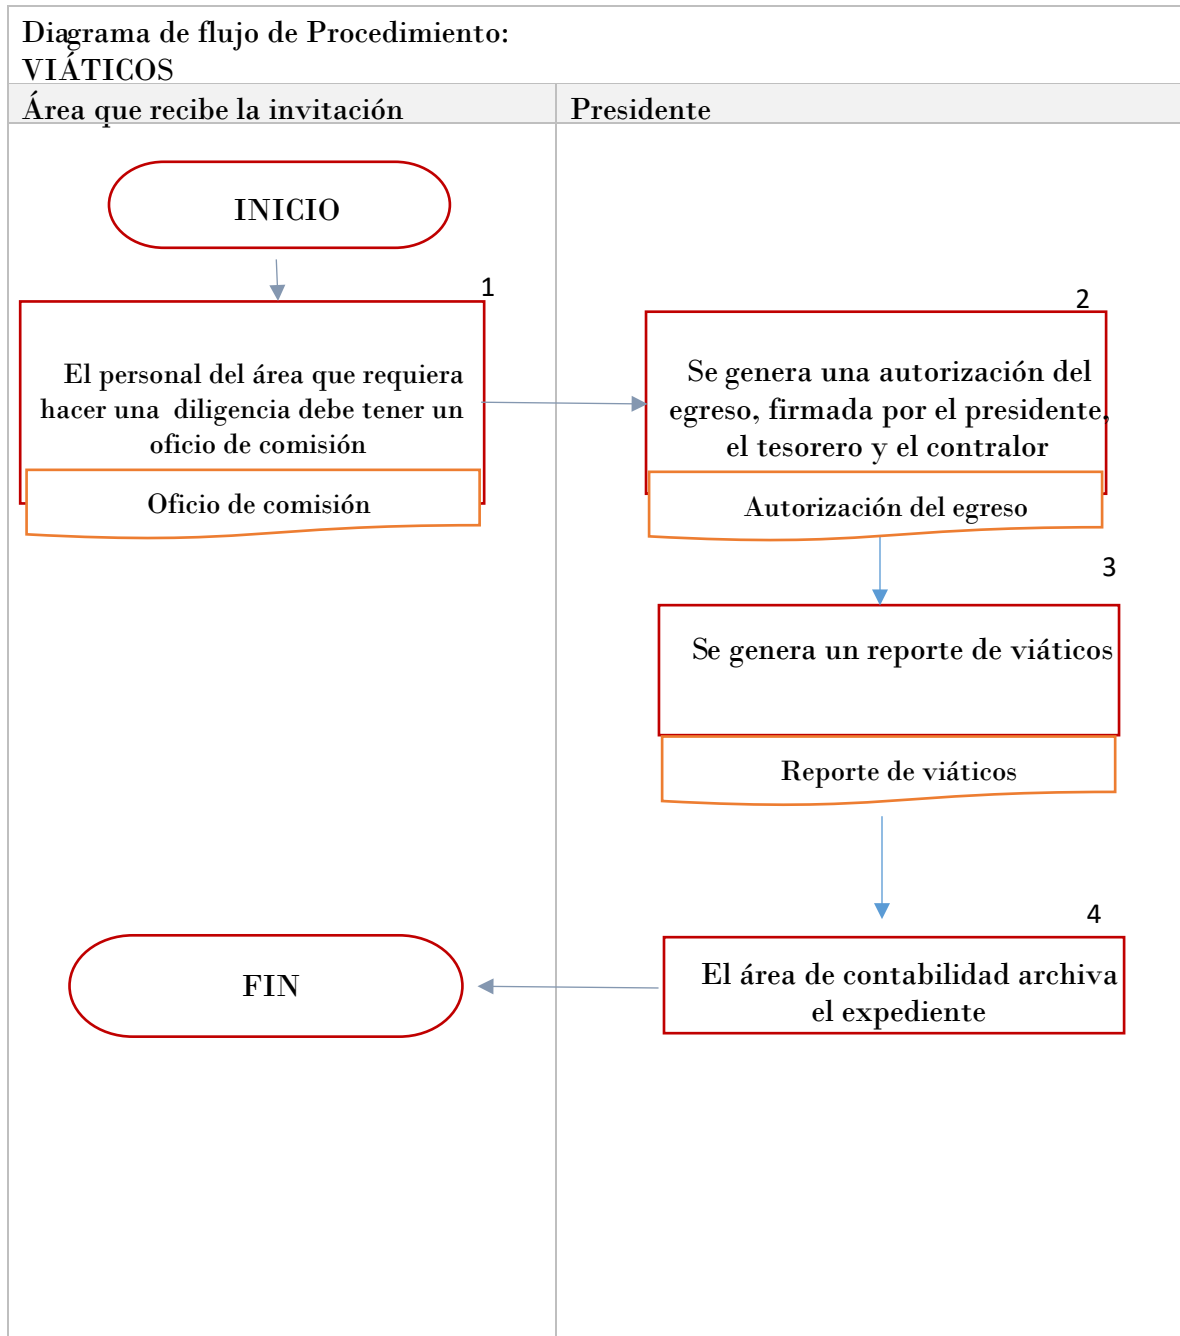 Diagrama de flujo de Procedimiento:
VIÁTICOS
Área que recibe la invitación
Presidente
INICIO
1
El personal del área que requiera
hacer una diligencia debe tener un
oficio de comisión
Oficio de comisión
2
Se genera una autorización del
egreso, firmada por el presidente,
el tesorero y el contralor
Autorización del egreso
3
Se genera un reporte de viáticos
Reporte de viáticos
4
El área de contabilidad archiva
el expediente
FIN